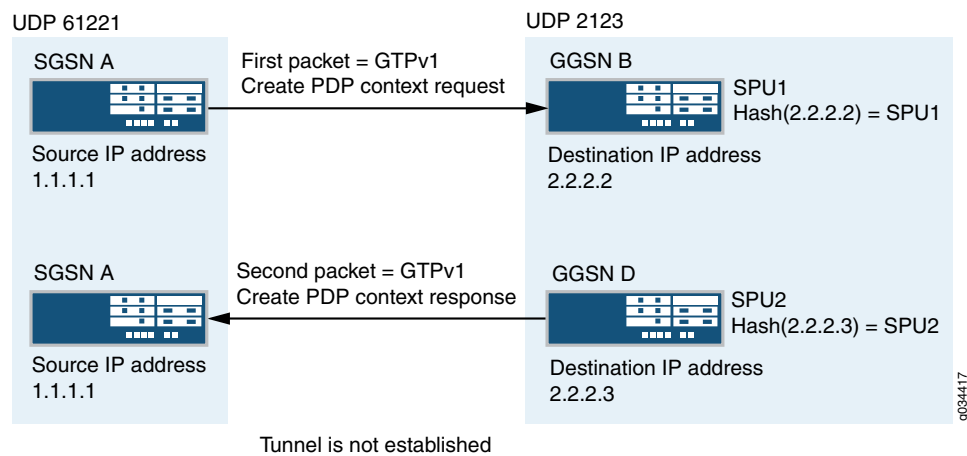 UDP 61221
UDP 2123
SGSN A
First packet = GTPv1
Create PDP context request
GGSN B
SPU1
Hash(2.2.2.2) = SPU1
Source IP address
1.1.1.1
Destination IP address
2.2.2.2
SGSN A
Second packet = GTPv1
Create PDP context response
GGSN D
SPU2
Hash(2.2.2.3) = SPU2
Source IP address
1.1.1.1
Destination IP address
2.2.2.3
g034417
Tunnel is not established